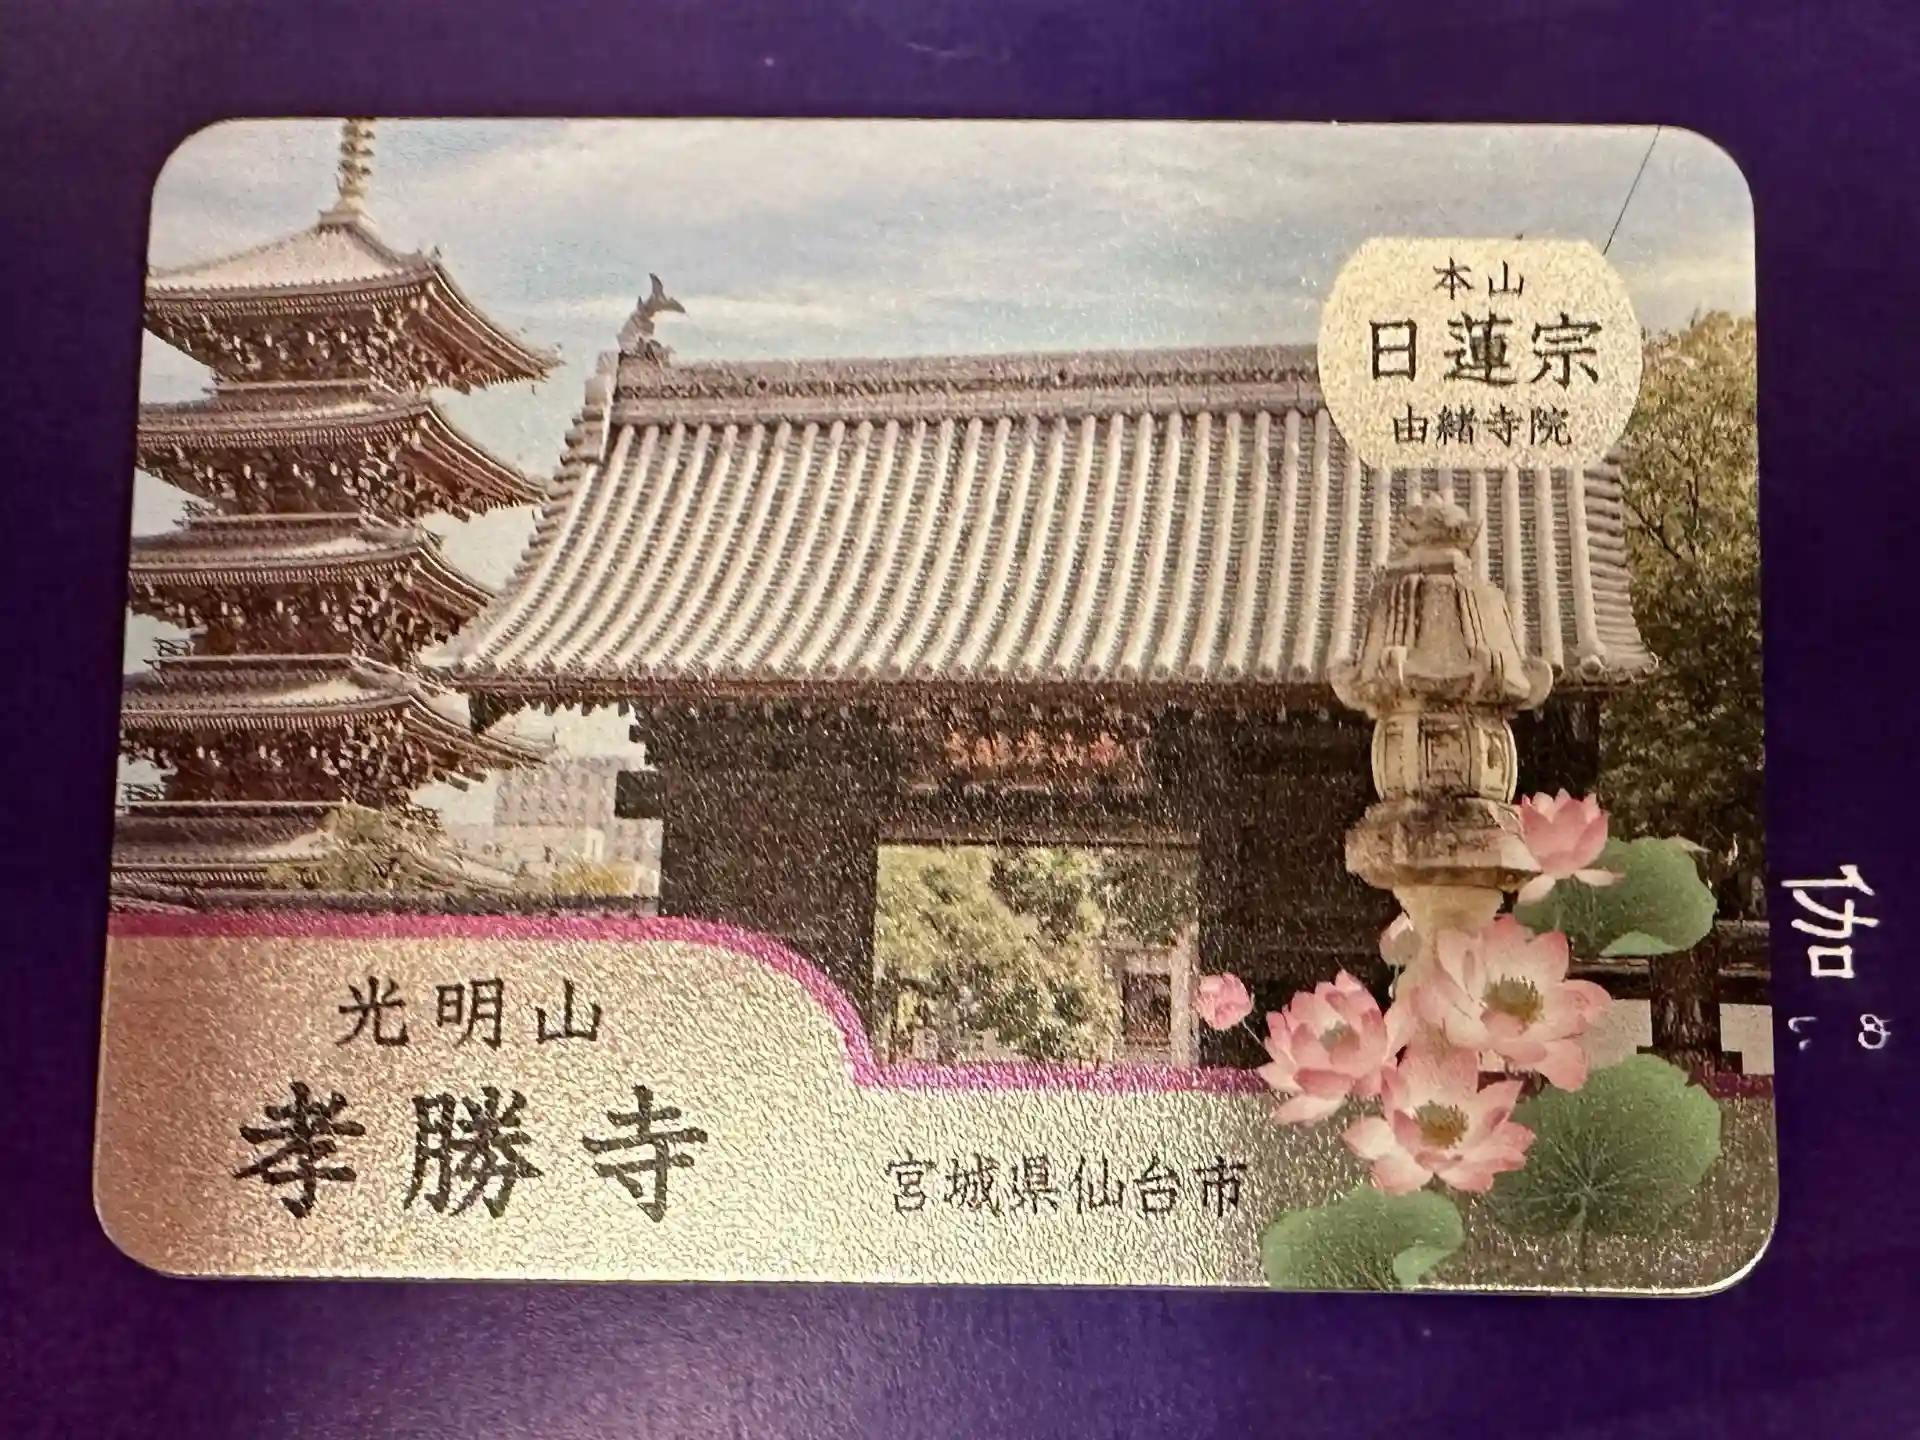 本山
日蓮宗
由緒寺院
光明山
孝勝寺
宮城県仙台市